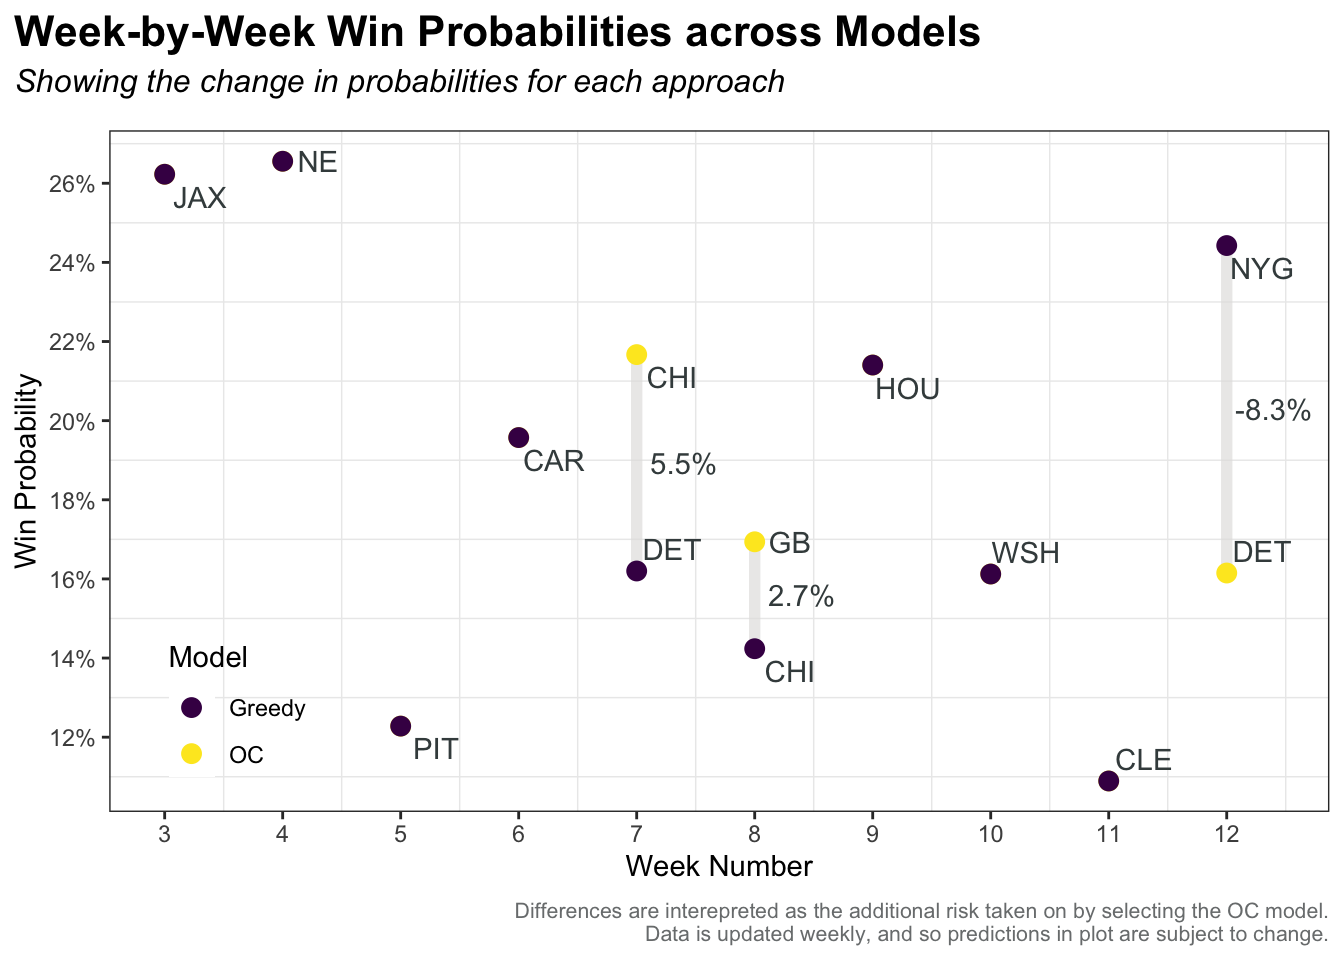 Week-by-Week Win Probabilities across Models
Showing the change in probabilities for each approach
Win Probability
26%
24%
22%
20%
18%
16%
14%
12%
JAX
NE
PIT
CAR
CHI
5.5%
DET
GB
2.7%
CHI
HOU
WSH
CLE
NYG
-8.3%
DET
Model
Greedy
OC
3 4 5 6 7 8 9 10 11 12
Week Number
Differences are interepreted as the additional risk taken on by selecting the OC model.
Data is updated weekly, and so predictions in plot are subject to change.